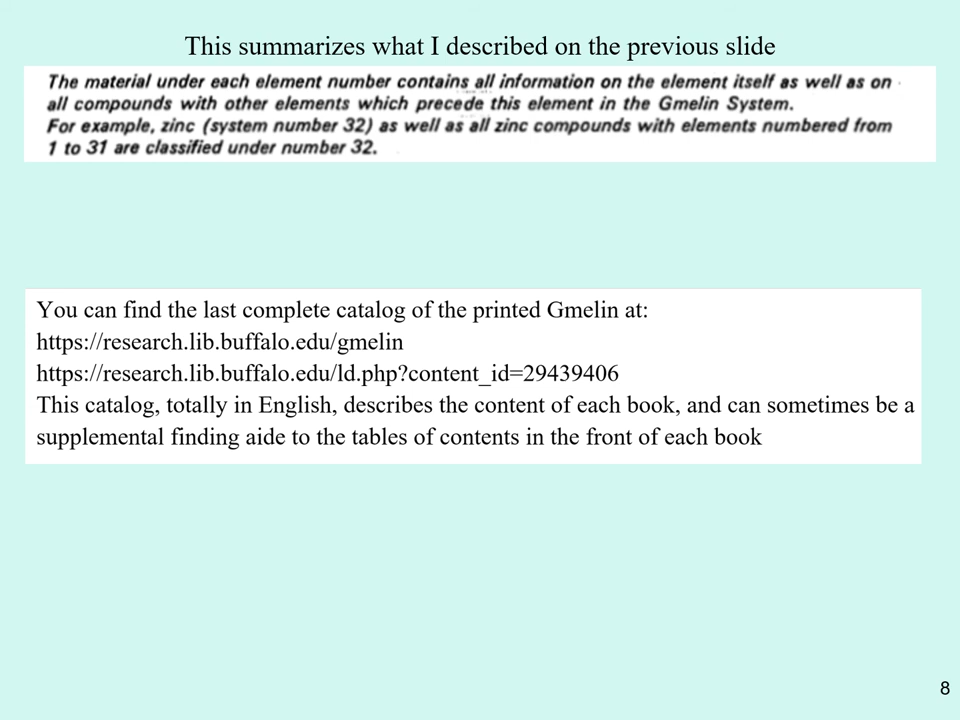 This summarizes what I described on the previous slide
The material under each element number contains all information on the element itself as well as on
all compounds with other elements which precede this element in the Gmelin System.
For example, zinc (system number 32) as well as all zinc compounds with elements numbered from
1 to 31 are classified under number 32.
You can find the last complete catalog of the printed Gmelin at:
https://research.lib.buffalo.edu/gmelin
https://research.lib.buffalo.edu/ld.php?content_id=29439406
This catalog, totally in English, describes the content of each book, and can sometimes be a
supplemental finding aide to the tables of contents in the front of each book
8